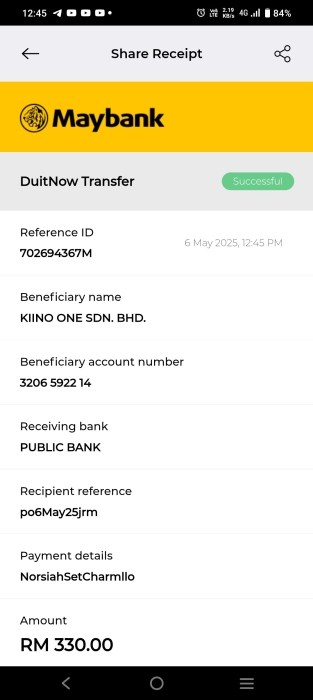 12:45
VoLTE 2.19 KB/s 4G 84%
Share Receipt
Maybank
DuitNow Transfer
Successful
Reference ID
6 May 2025, 12:45 PM
702694367M
Beneficiary name
KIINO ONE SDN. BHD.
Beneficiary account number
3206 5922 14
Receiving bank
PUBLIC BANK
Recipient reference
po6May25jrm
Payment details
NorsiahSetCharmllo
Amount
RM 330.00